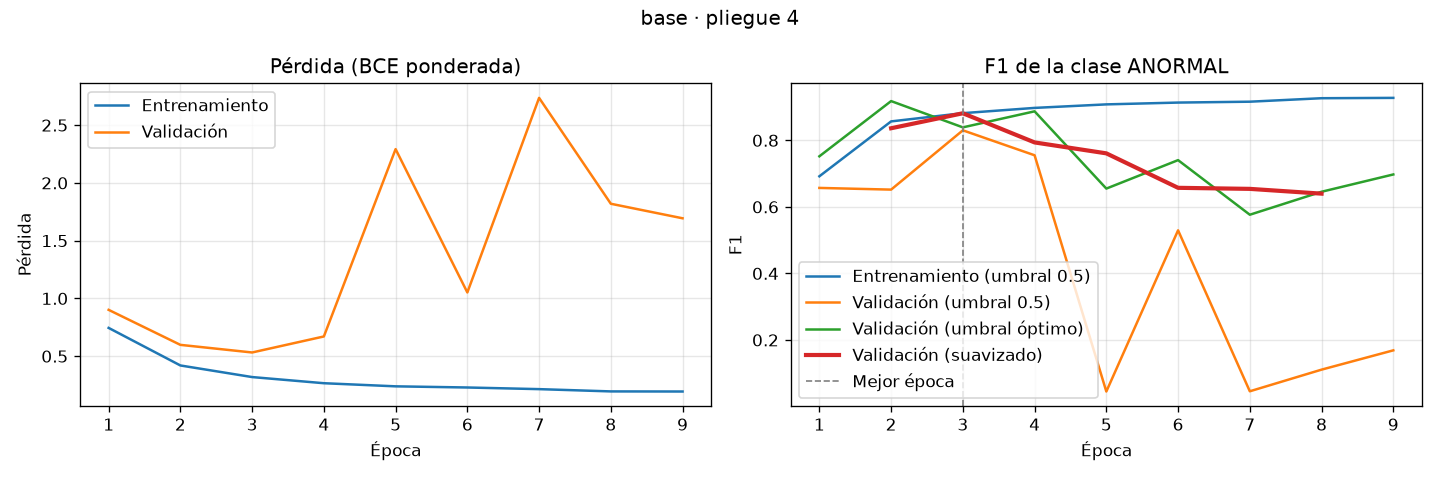 base · pliegue 4
Pérdida (BCE ponderada)
Pérdida
2.5
2.0
1.5
1.0
0.5
Entrenamiento
Validación
1 2 3 4 5 6 7 8 9
Época
F1 de la clase ANORMAL
F1
0.8
0.6
0.4
0.2
Entrenamiento (umbral 0.5)
Validación (umbral 0.5)
Validación (umbral óptimo)
Validación (suavizado)
Mejor época
1 2 3 4 5 6 7 8 9
Época